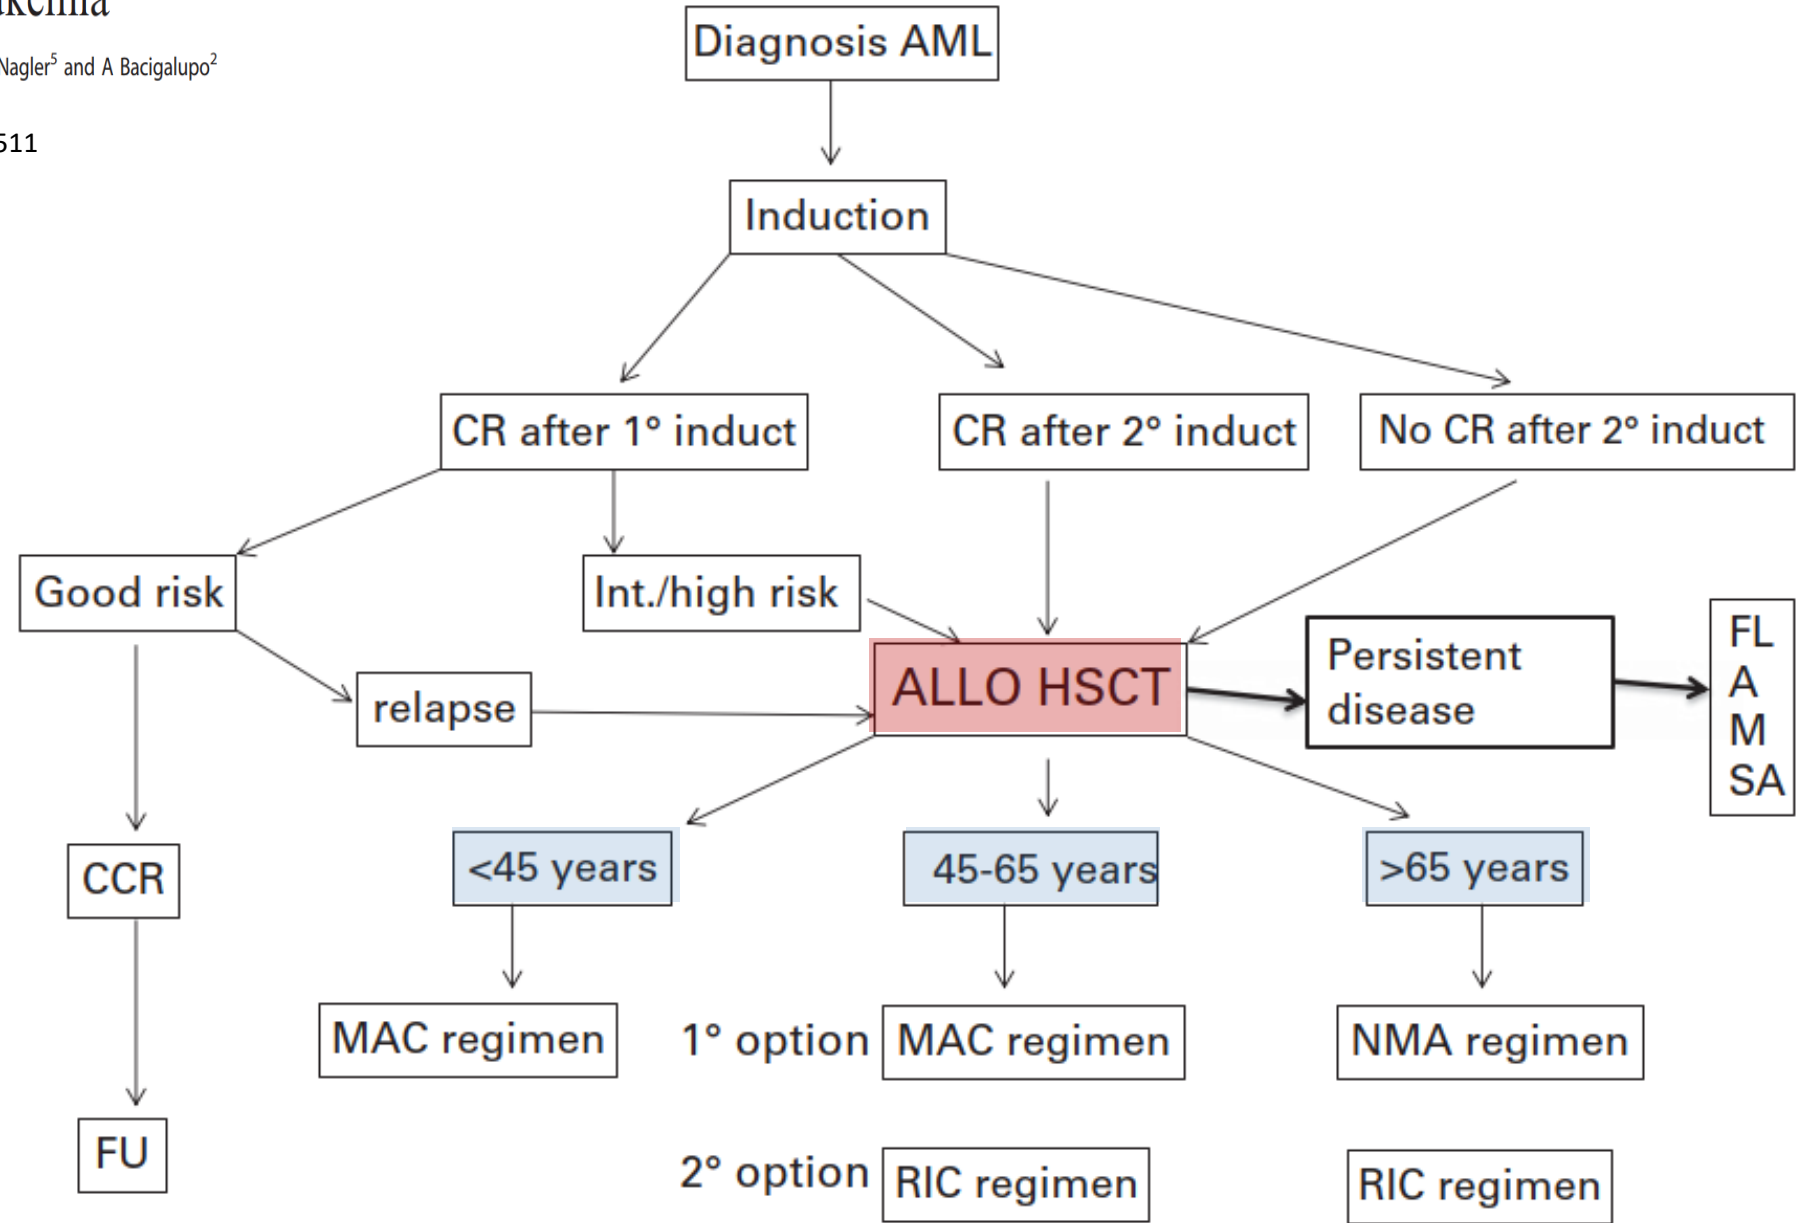 Nagler⁵ and A Bacigalupo²
511
Diagnosis AML
Induction
CR after 1° induct
CR after 2° induct
No CR after 2° induct
Good risk
Int./high risk
relapse
ALLO HSCT
Persistent
disease
FL
A
M
SA
CCR
<45 years
45-65 years
>65 years
MAC regimen
1° option
MAC regimen
NMA regimen
FU
2° option
RIC regimen
RIC regimen